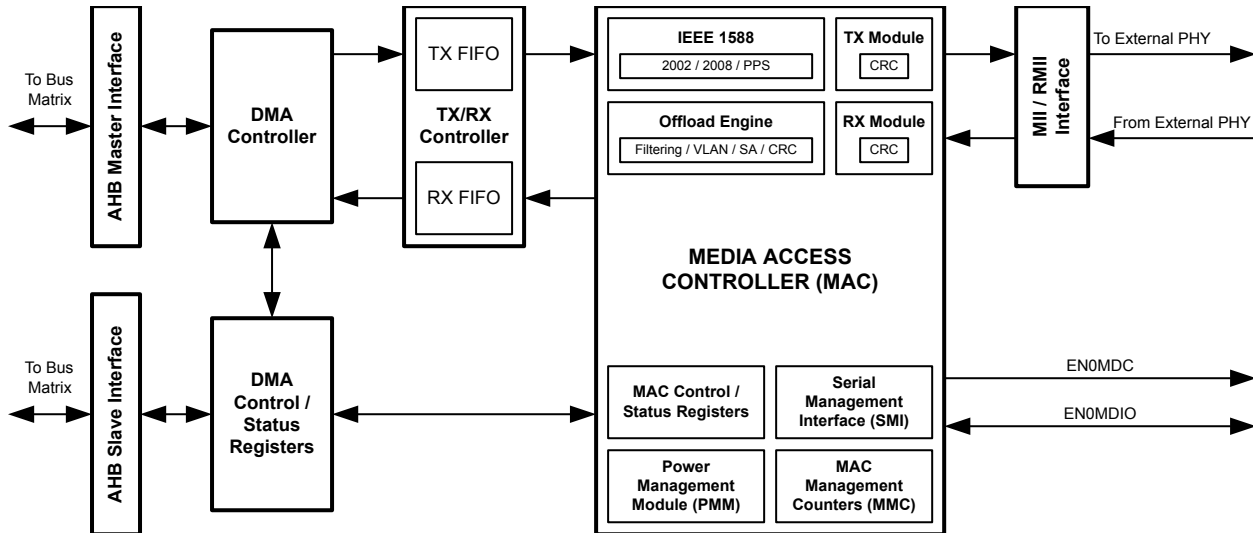 To Bus
Matrix
AHB Master Interface
DMA
Controller
TX FIFO
TX/RX
Controller
RX FIFO
IEEE 1588
2002 / 2008 / PPS
TX Module
CRC
Offload Engine
Filtering / VLAN / SA / CRC
RX Module
CRC
MII / RMII
Interface
To External PHY
From External PHY
MEDIA ACCESS
CONTROLLER (MAC)
To Bus
Matrix
AHB Slave Interface
DMA
Control /
Status
Registers
MAC Control /
Status Registers
Serial
Management
Interface (SMI)
Power
Management
Module (PMM)
MAC
Management
Counters (MMC)
EN0MDC
EN0MDIO